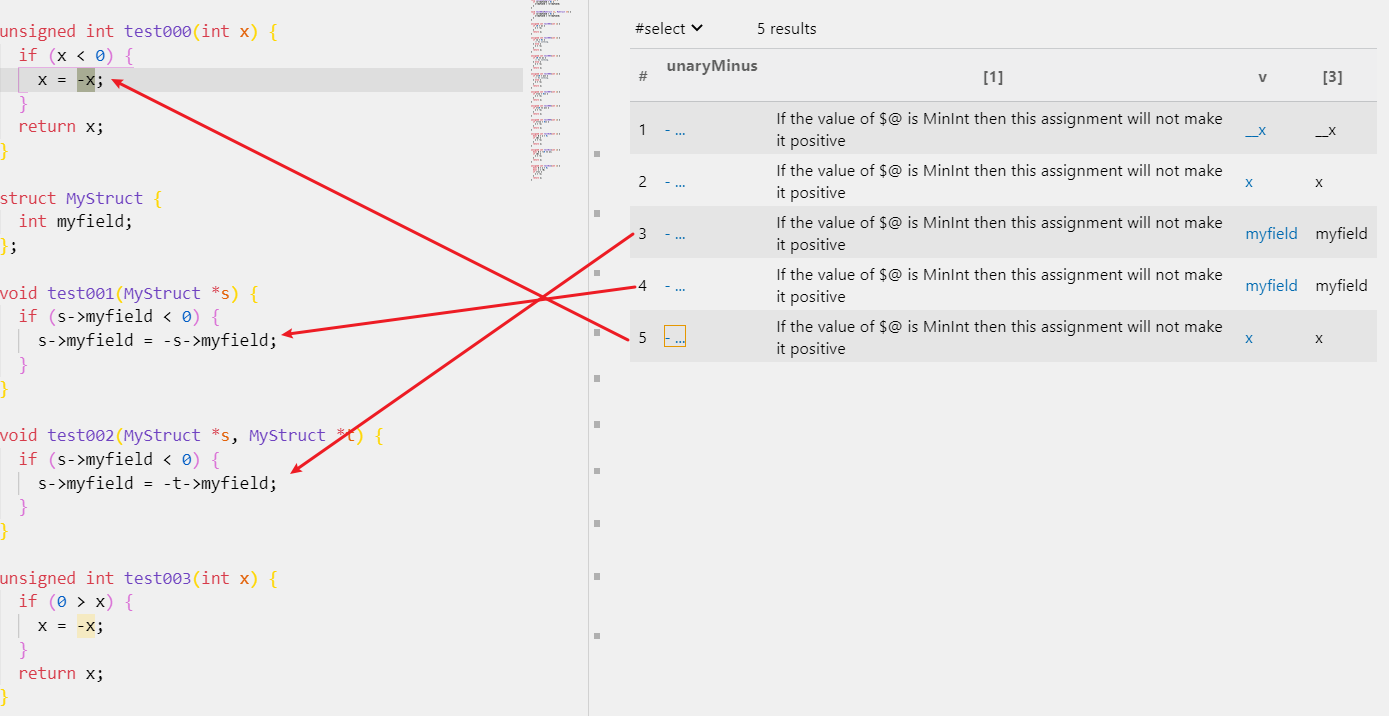 unsigned int test000(int x) {
if (x < 0) {
x = -x;
}
return x;
}
struct MyStruct {
int myfield;
};
void test001(MyStruct *s) {
if (s->myfield < 0) {
s->myfield = -s->myfield;
}
}
void test002(MyStruct *s, MyStruct *t) {
if (s->myfield < 0) {
s->myfield = -t->myfield;
}
}
unsigned int test003(int x) {
if (0 > x) {
x = -x;
}
return x;
}
#select 5 results
# unaryMinus [1] v [3]
1 - ... If the value of $@ is MinInt then this assignment will not make __x __x
it positive
2 - ... If the value of $@ is MinInt then this assignment will not make x x
it positive
3 - ... If the value of $@ is MinInt then this assignment will not make myfield myfield
it positive
4 - ... If the value of $@ is MinInt then this assignment will not make myfield myfield
it positive
5 - ... If the value of $@ is MinInt then this assignment will not make x x
it positive